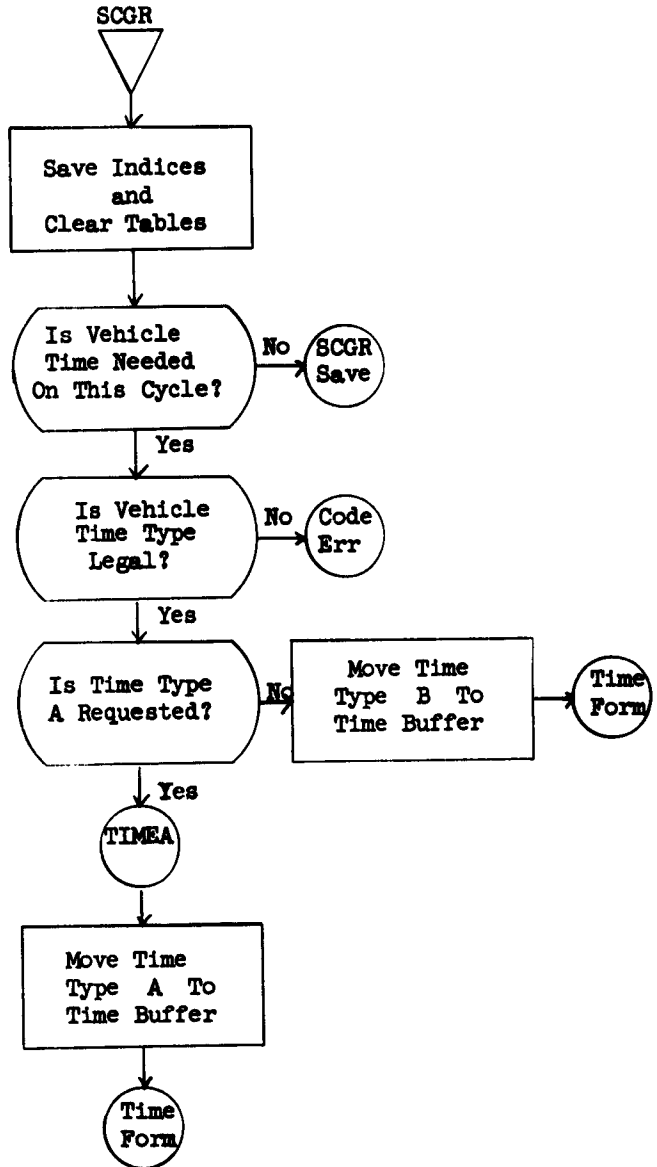 SCGR
Save Indices
and
Clear Tables
Is Vehicle
Time Needed
On This Cycle?
No
SCGR
Save
Yes
Is Vehicle
Time Type
Legal?
No
Code
Err
Yes
Is Time Type
A Requested?
No
Move Time
Type B To
Time Buffer
Time
Form
Yes
TIMEA
Move Time
Type A To
Time Buffer
Time
Form